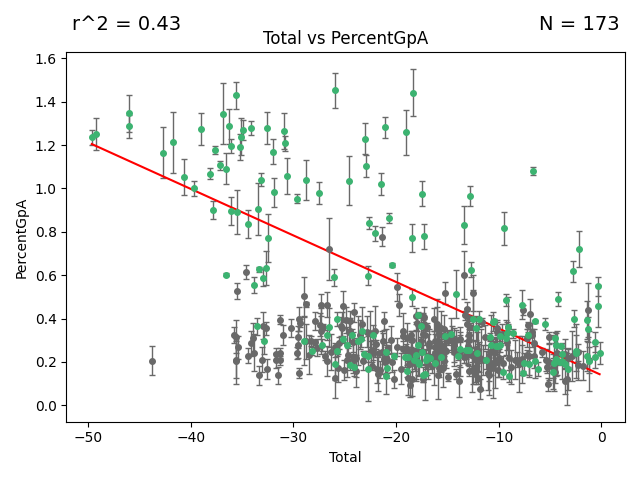 r^2 = 0.43 N = 173
Total vs PercentGpA
1.6
1.4
1.2
1.0
0.8
0.6
0.4
0.2
0.0
PercentGpA
−50 −40 −30 −20 −10 0
Total